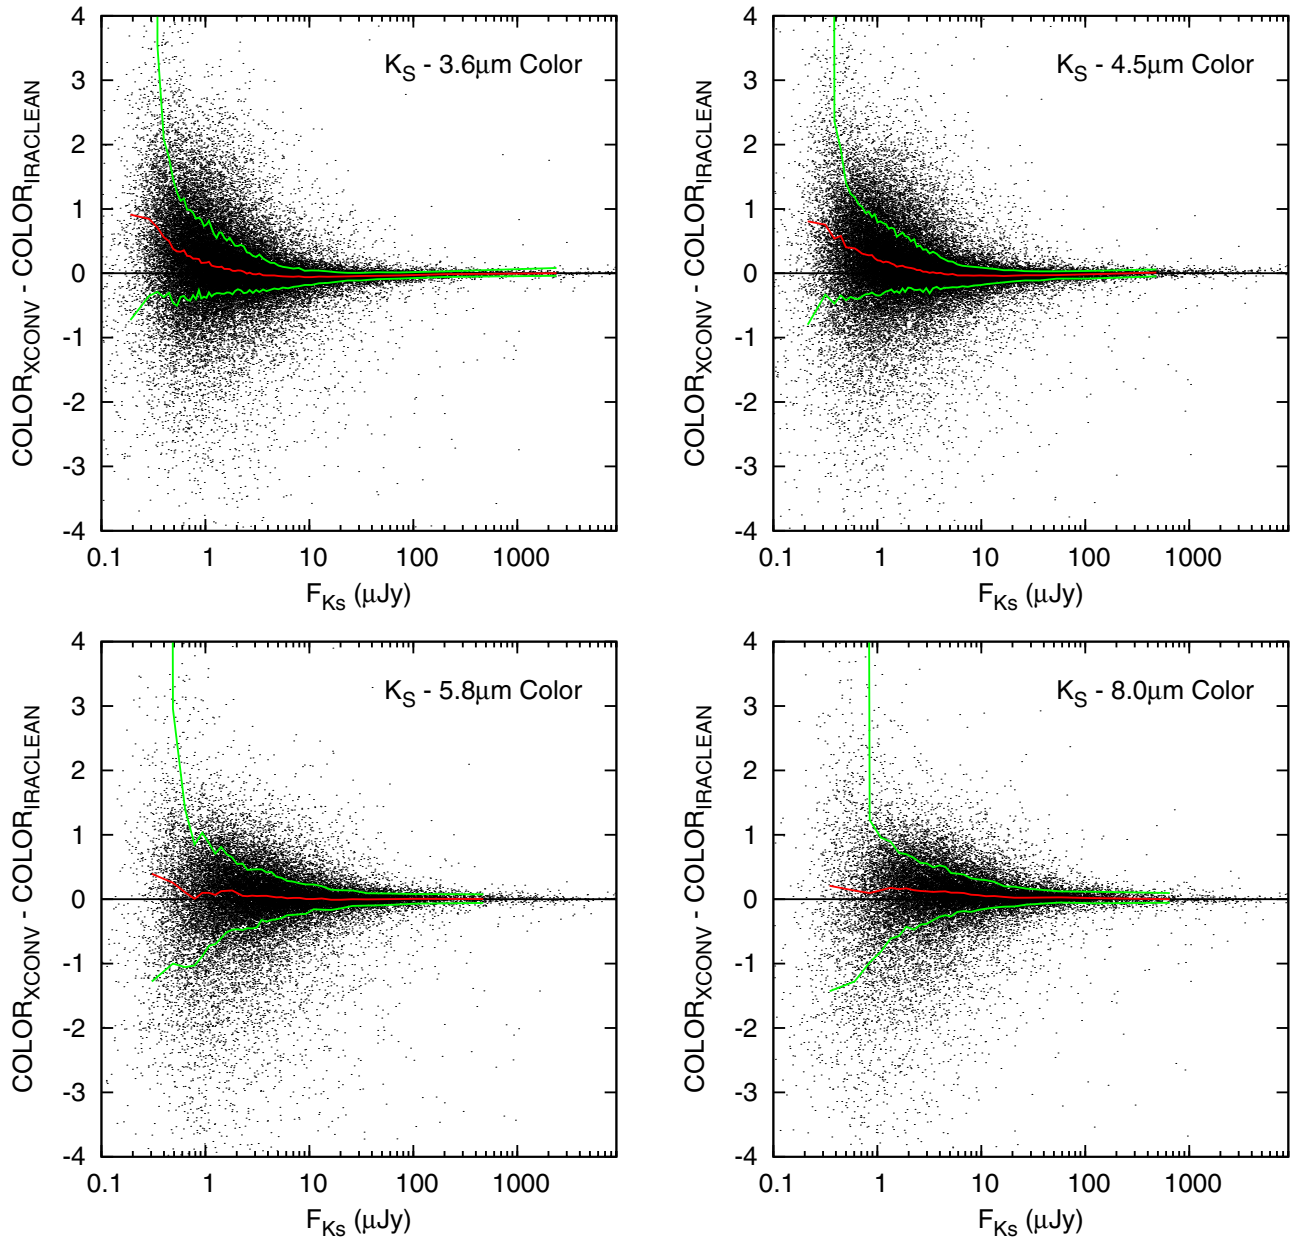 K_S - 3.6μm Color
COLOR_XCONV - COLOR_IRACLEAN
4
3
2
1
0
-1
-2
-3
-4
0.1 1 10 100 1000
F_Ks (μJy)
K_S - 4.5μm Color
COLOR_XCONV - COLOR_IRACLEAN
4
3
2
1
0
-1
-2
-3
-4
0.1 1 10 100 1000
F_Ks (μJy)
K_S - 5.8μm Color
COLOR_XCONV - COLOR_IRACLEAN
4
3
2
1
0
-1
-2
-3
-4
0.1 1 10 100 1000
F_Ks (μJy)
K_S - 8.0μm Color
COLOR_XCONV - COLOR_IRACLEAN
4
3
2
1
0
-1
-2
-3
-4
0.1 1 10 100 1000
F_Ks (μJy)